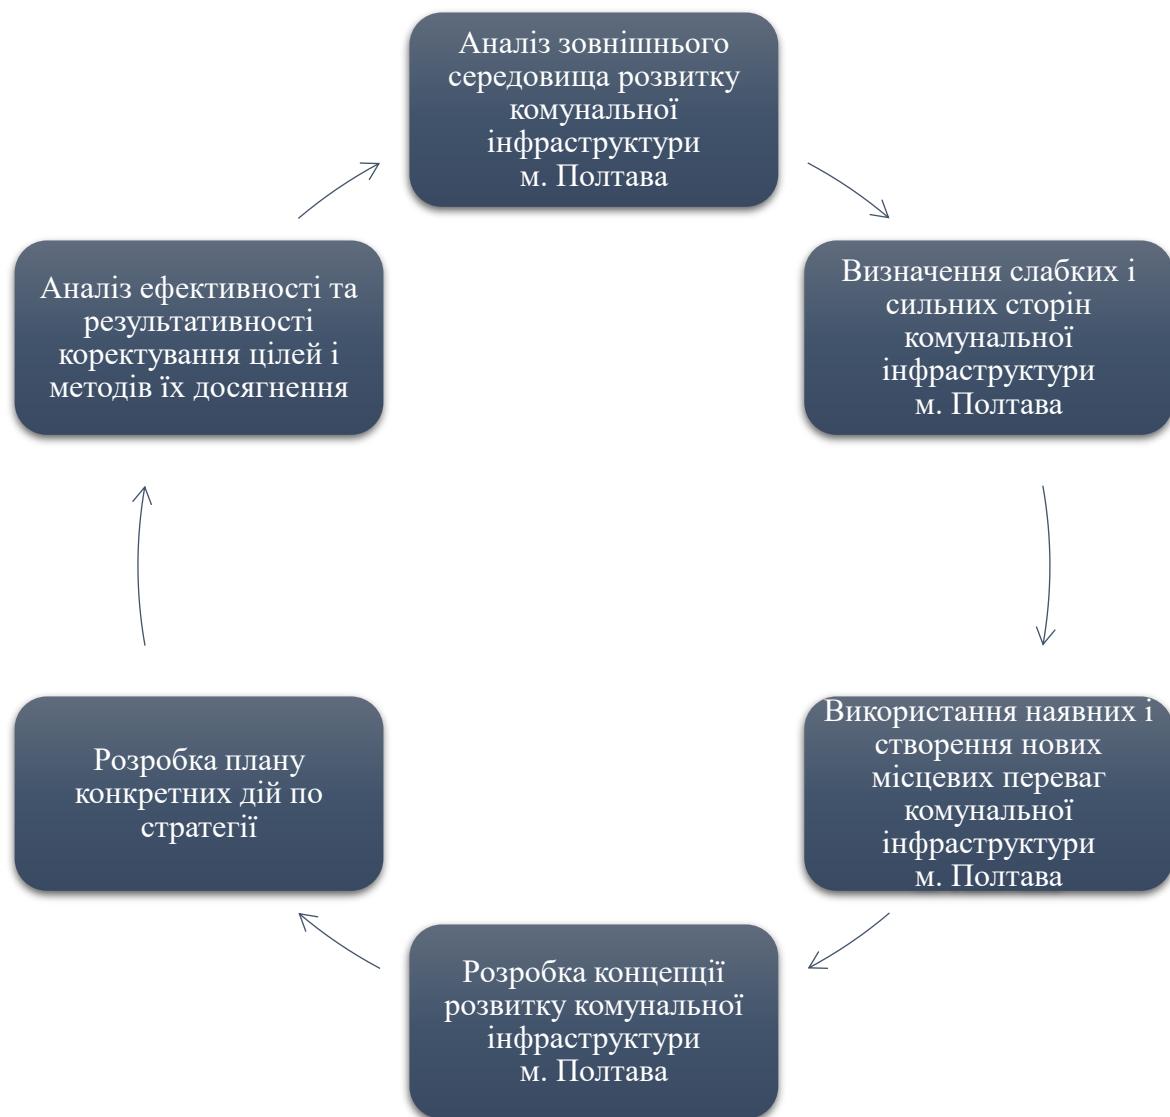 Аналіз зовнішнього
середовища розвитку
комунальної
інфраструктури
м. Полтава
Визначення слабких і
сильних сторін
комунальної
інфраструктури
м. Полтава
Використання наявних і
створення нових
місцевих переваг
комунальної
інфраструктури
м. Полтава
Розробка концепції
розвитку комунальної
інфраструктури
м. Полтава
Розробка плану
конкретних дій по
стратегії
Аналіз ефективності та
результативності
коректування цілей і
методів їх досягнення